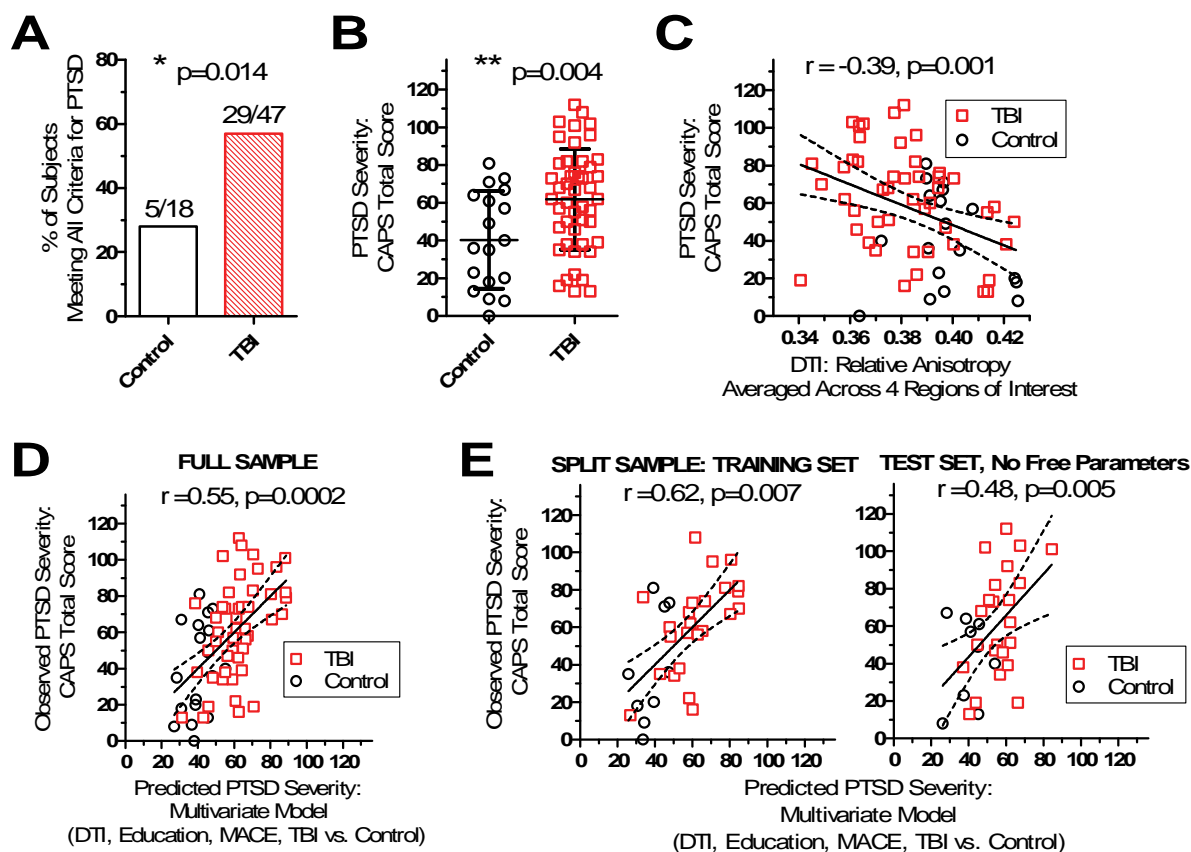 A
*
p=0.014
% of Subjects
Meeting All Criteria for PTSD
80
60
40
20
0
5/18
29/47
Control
TBI
B
**
p=0.004
PTSD Severity:
CAPS Total Score
120
100
80
60
40
20
0
Control
TBI
C
r = -0.39, p=0.001
PTSD Severity:
CAPS Total Score
120
100
80
60
40
20
0
TBI
Control
0.34 0.36 0.38 0.40 0.42
DTI: Relative Anisotropy
Averaged Across 4 Regions of Interest
D
FULL SAMPLE
r =0.55, p=0.0002
Observed PTSD Severity:
CAPS Total Score
120
100
80
60
40
20
0
TBI
Control
0 20 40 60 80 100 120
Predicted PTSD Severity:
Multivariate Model
(DTI, Education, MACE, TBI vs. Control)
E
SPLIT SAMPLE: TRAINING SET
r =0.62, p=0.007
Observed PTSD Severity:
CAPS Total Score
120
100
80
60
40
20
0
0 20 40 60 80 100 120
TEST SET, No Free Parameters
r =0.48, p=0.005
120
100
80
60
40
20
0
TBI
Control
0 20 40 60 80 100 120
Predicted PTSD Severity:
Multivariate Model
(DTI, Education, MACE, TBI vs. Control)